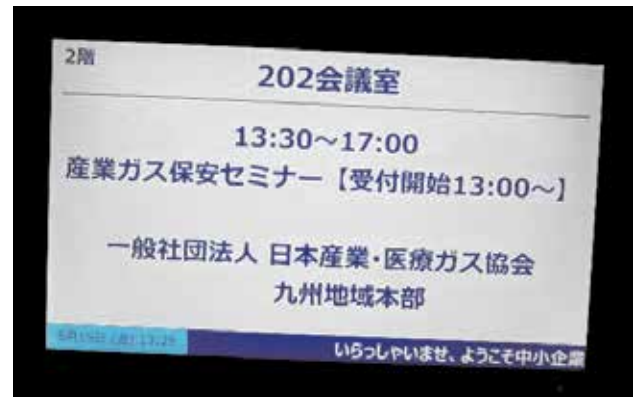 2階
202会議室
13:30～17:00
産業ガス保安セミナー【受付開始13:00～】
一般社団法人 日本産業・医療ガス協会
九州地域本部
いらっしゃいませ、ようこそ中小企業